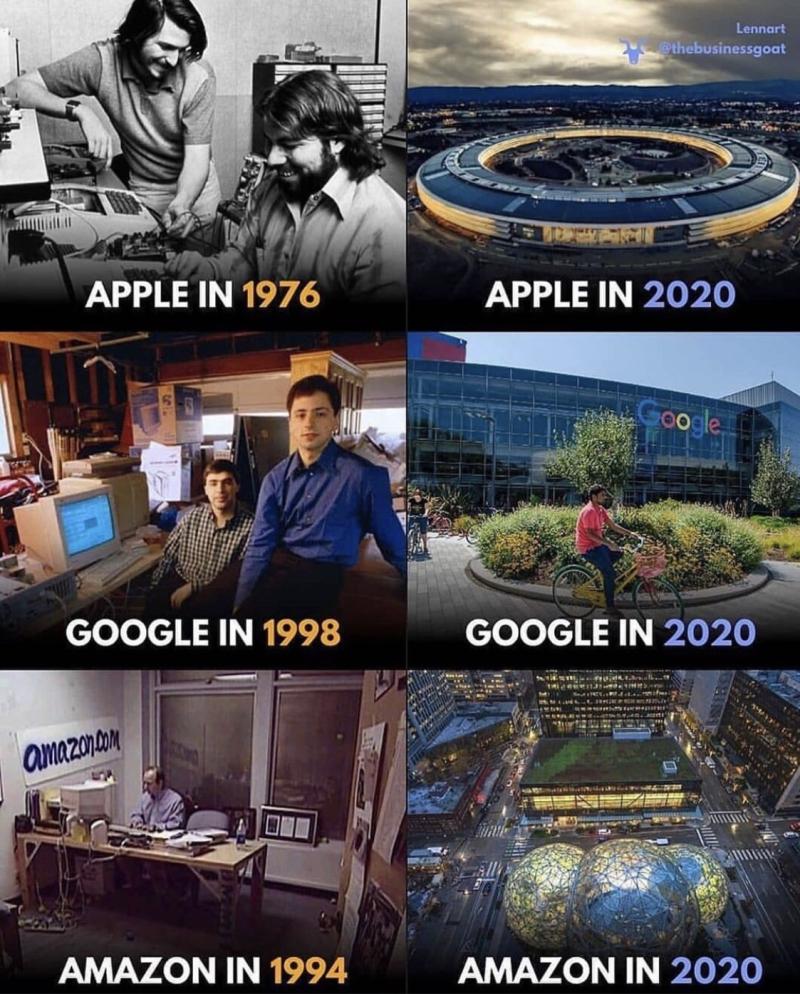 Lennart
@thebusinessgoat
APPLE IN 1976
APPLE IN 2020
Google
GOOGLE IN 1998
GOOGLE IN 2020
amazon.com
AMAZON IN 1994
AMAZON IN 2020